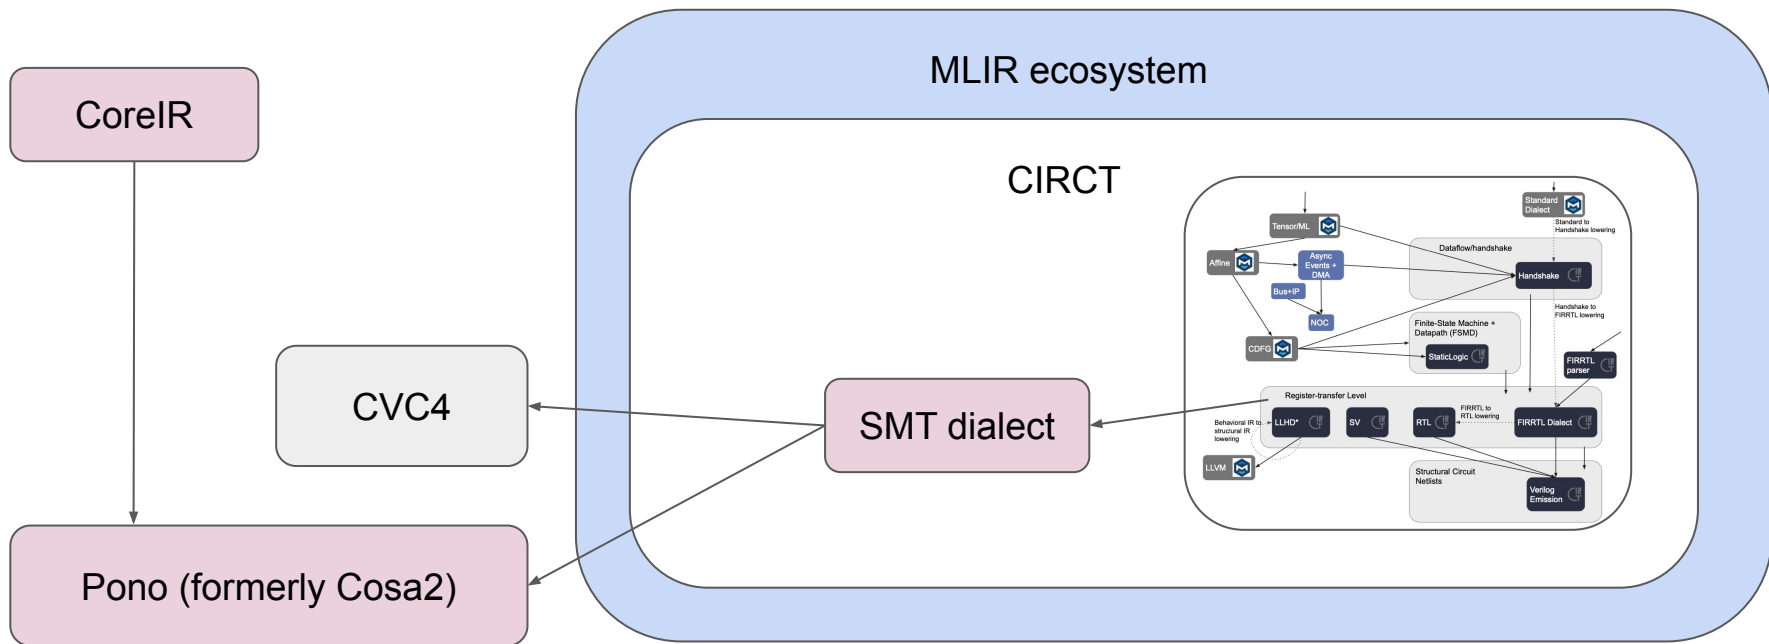 MLIR ecosystem
CoreIR
CIRCT
Standard
Dialect
Tensor/ML
Standard to
Handshake lowering
Dataflow/handshake
Affine
Async
Events +
DMA
Handshake
Bus+IP
Handshake to
FIRRTL lowering
NOC
Finite-State Machine +
Datapath (FSMD)
CDFG
StaticLogic
FIRRTL
parser
CVC4
SMT dialect
Register-transfer Level
Behavioral IR to
structural IR
lowering
LLHD*
SV
RTL
FIRRTL to
RTL lowering
FIRRTL Dialect
LLVM
Structural Circuit
Netlists
Verilog
Emission
Pono (formerly Cosa2)